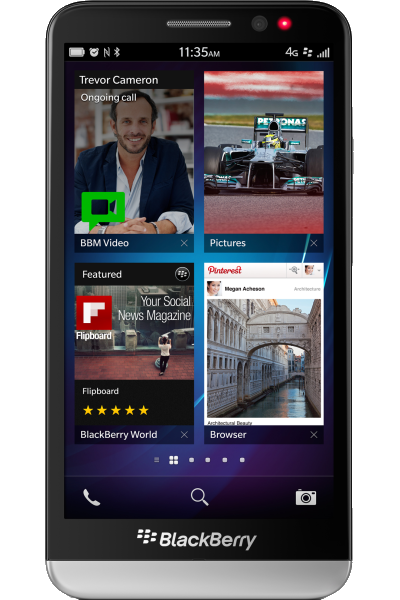 11:35AM
4G
Trevor Cameron
Ongoing call
BBM Video
PETRONAS
Pictures
Featured
Your Social
News Magazine
Flipboard
Flipboard
BlackBerry World
Pinterest
Megan Acheson
Architecture
Architectural Beauty
Browser
BlackBerry